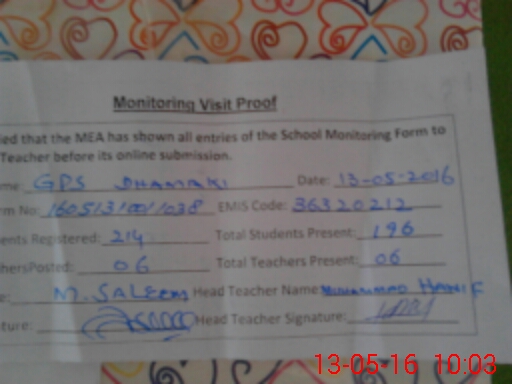 Monitoring Visit Proof
ied that the MEA has shown all entries of the School Monitoring Form to
Teacher before its online submission.
me GPS DHAMAKI Date: 13-05-2016
rm No: EMIS Code: 36320212
ents Registered: 214 Total Students Present: 196
hersPosted: 06 Total Teachers Present: 06
e: M.SALEEM Head Teacher Name: MUHAMMAD HANIF
ture: Head Teacher Signature:
13-05-16 10:03